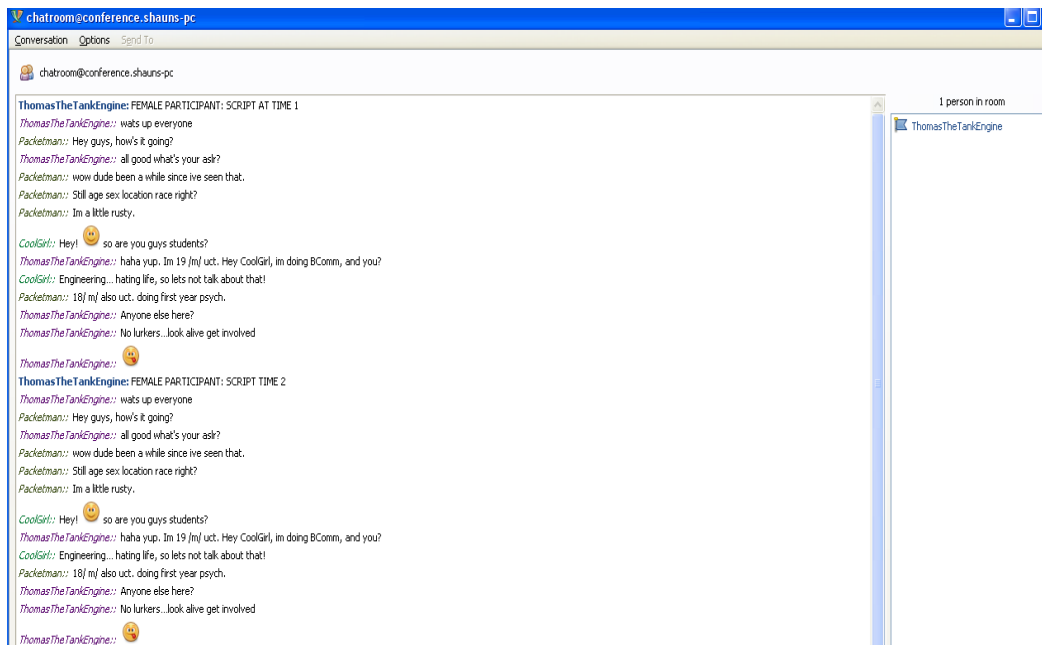 chatroom@conference.shauns-pc
Conversation Options Send To
chatroom@conference.shauns-pc
1 person in room
ThomasTheTankEngine
ThomasTheTankEngine: FEMALE PARTICIPANT: SCRIPT AT TIME 1
ThomasTheTankEngine:: wats up everyone
Packetman:: Hey guys, how's it going?
ThomasTheTankEngine:: all good what's your aslr?
Packetman:: wow dude been a while since ive seen that.
Packetman:: Still age sex location race right?
Packetman:: Im a little rusty.
CoolGirl:: Hey! so are you guys students?
ThomasTheTankEngine:: haha yup. Im 19 /m/ uct. Hey CoolGirl, im doing BComm, and you?
CoolGirl:: Engineering... hating life, so lets not talk about that!
Packetman:: 18/ m/ also uct. doing first year psych.
ThomasTheTankEngine:: Anyone else here?
ThomasTheTankEngine:: No lurkers...look alive get involved
ThomasTheTankEngine::
ThomasTheTankEngine: FEMALE PARTICIPANT: SCRIPT TIME 2
ThomasTheTankEngine:: wats up everyone
Packetman:: Hey guys, how's it going?
ThomasTheTankEngine:: all good what's your aslr?
Packetman:: wow dude been a while since ive seen that.
Packetman:: Still age sex location race right?
Packetman:: Im a little rusty.
CoolGirl:: Hey! so are you guys students?
ThomasTheTankEngine:: haha yup. Im 19 /m/ uct. Hey CoolGirl, im doing BComm, and you?
CoolGirl:: Engineering... hating life, so lets not talk about that!
Packetman:: 18/ m/ also uct. doing first year psych.
ThomasTheTankEngine:: Anyone else here?
ThomasTheTankEngine:: No lurkers...look alive get involved
ThomasTheTankEngine::